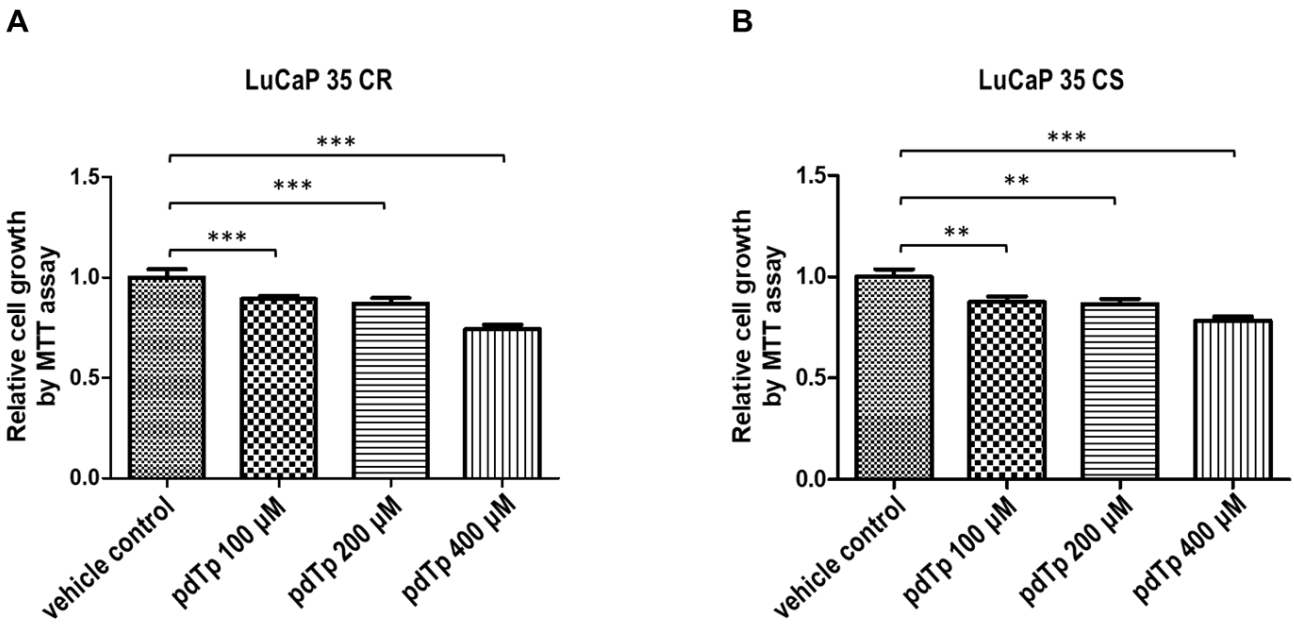 A
LuCaP 35 CR
***
***
***
1.5
1.0
0.5
0.0
Relative cell growth
by MTT assay
vehicle control
pdTp 100 µM
pdTp 200 µM
pdTp 400 µM
B
LuCaP 35 CS
***
**
**
1.5
1.0
0.5
0.0
Relative cell growth
by MTT assay
vehicle control
pdTp 100 µM
pdTp 200 µM
pdTp 400 µM